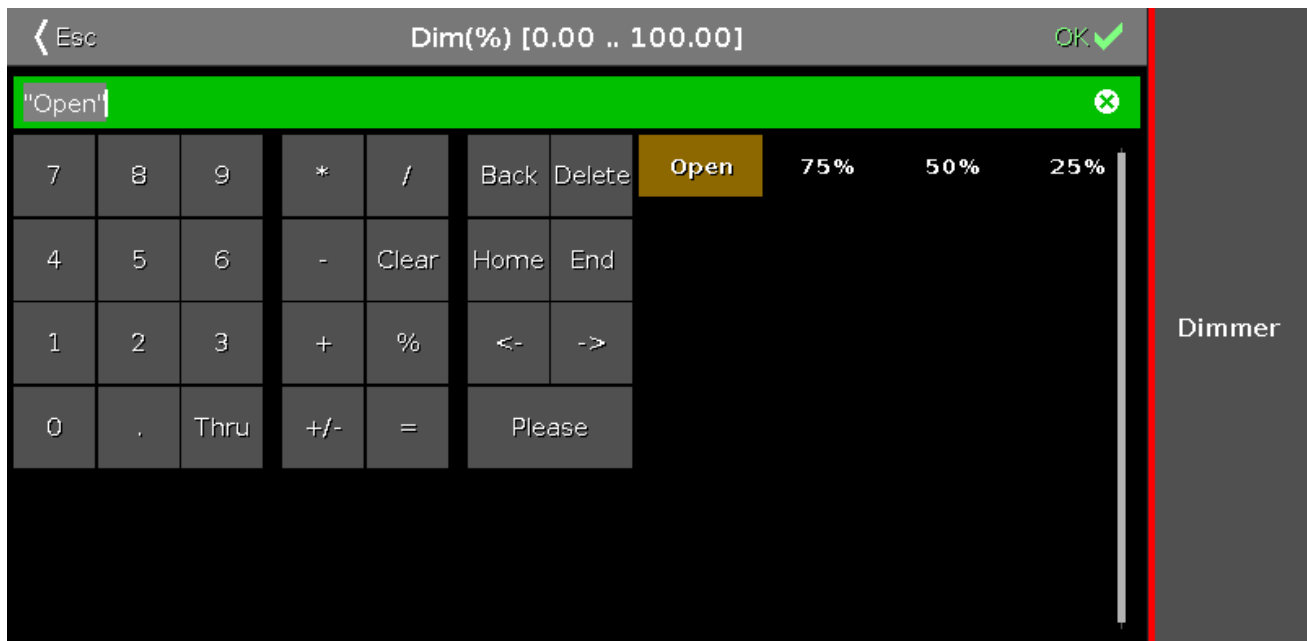 Esc Dim(%) [0.00 .. 100.00] OK
"Open"
7 8 9 * / Back Delete Open 75% 50% 25%
4 5 6 - Clear Home End
1 2 3 + % <- ->
Dimmer
0 . Thru +/- = Please